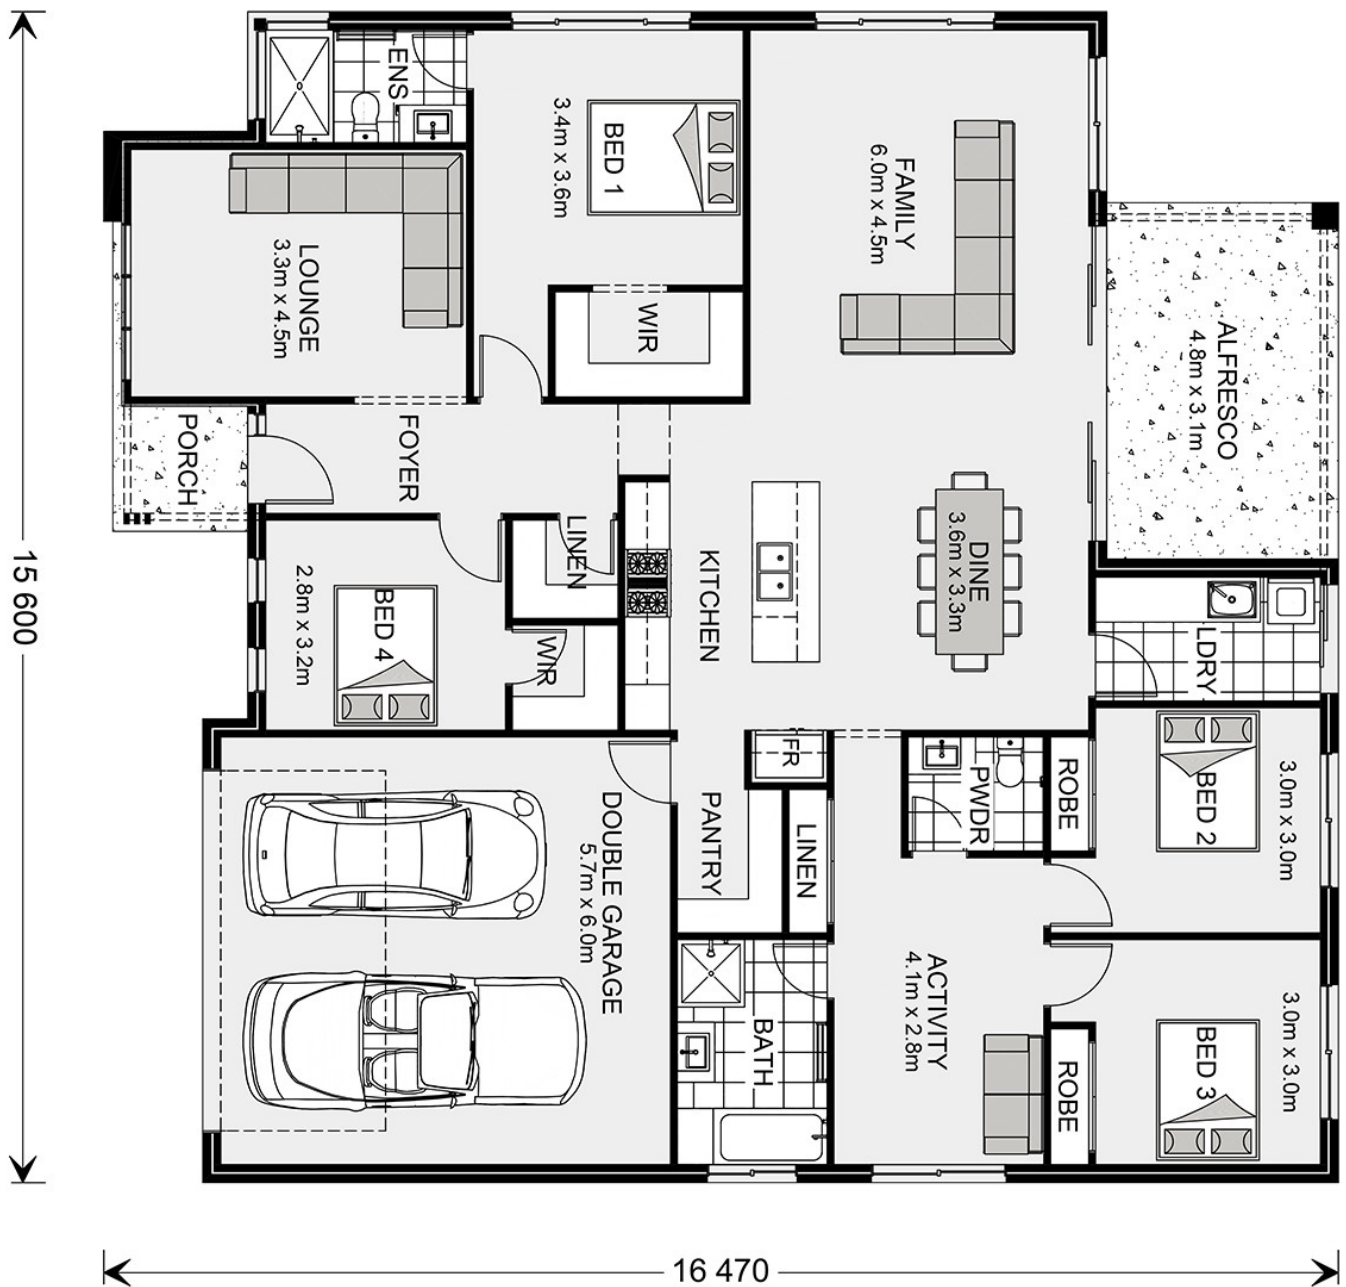 ENS
BED 1
3.4m x 3.6m
FAMILY
6.0m x 4.5m
LOUNGE
3.3m x 4.5m
WIR
ALFRESCO
4.8m x 3.1m
PORCH
FOYER
LINEN
KITCHEN
DINE
3.6m x 3.3m
BED 4
2.8m x 3.2m
WIR
LDRY
15 600
FR
PWDR
ROBE
BED 2
3.0m x 3.0m
DOUBLE GARAGE
5.7m x 6.0m
PANTRY
LINEN
BATH
ACTIVITY
4.1m x 2.8m
ROBE
BED 3
3.0m x 3.0m
16 470